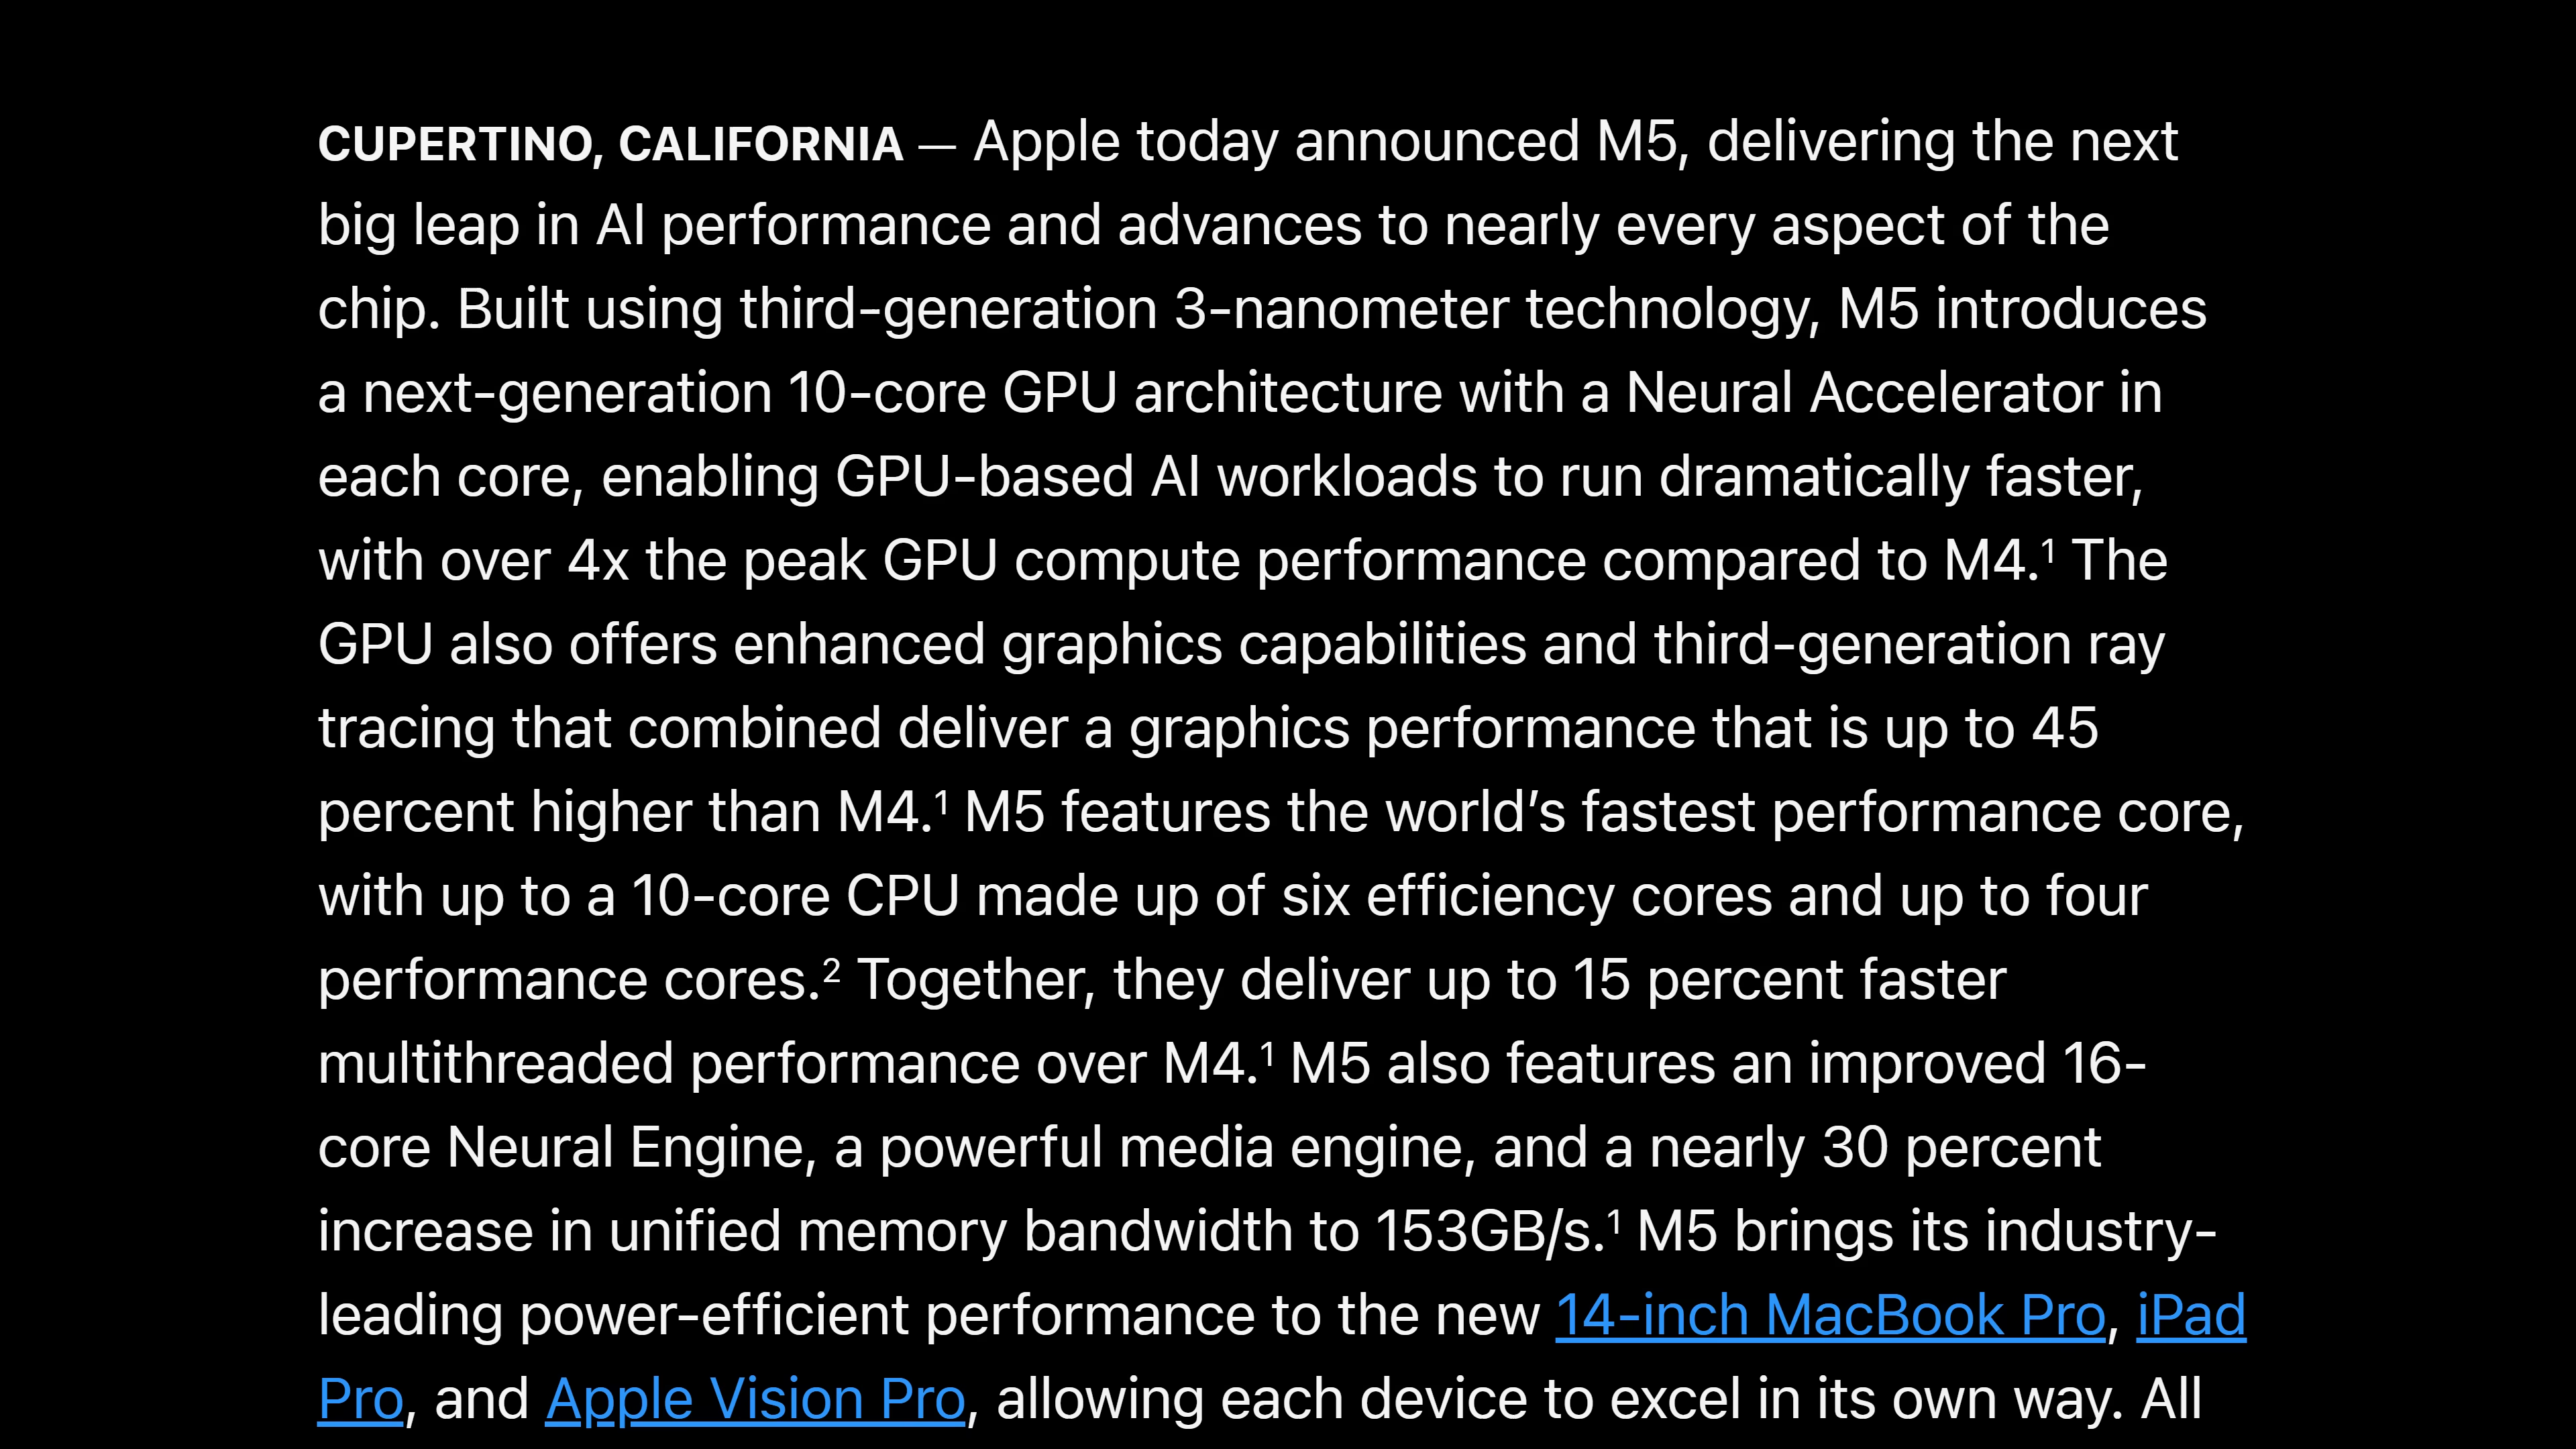 CUPERTINO, CALIFORNIA — Apple today announced M5, delivering the next
big leap in AI performance and advances to nearly every aspect of the
chip. Built using third-generation 3-nanometer technology, M5 introduces
a next-generation 10-core GPU architecture with a Neural Accelerator in
each core, enabling GPU-based AI workloads to run dramatically faster,
with over 4x the peak GPU compute performance compared to M4.¹ The
GPU also offers enhanced graphics capabilities and third-generation ray
tracing that combined deliver a graphics performance that is up to 45
percent higher than M4.¹ M5 features the world’s fastest performance core,
with up to a 10-core CPU made up of six efficiency cores and up to four
performance cores.² Together, they deliver up to 15 percent faster
multithreaded performance over M4.¹ M5 also features an improved 16-
core Neural Engine, a powerful media engine, and a nearly 30 percent
increase in unified memory bandwidth to 153GB/s.¹ M5 brings its industry-
leading power-efficient performance to the new 14-inch MacBook Pro, iPad
Pro, and Apple Vision Pro, allowing each device to excel in its own way. All